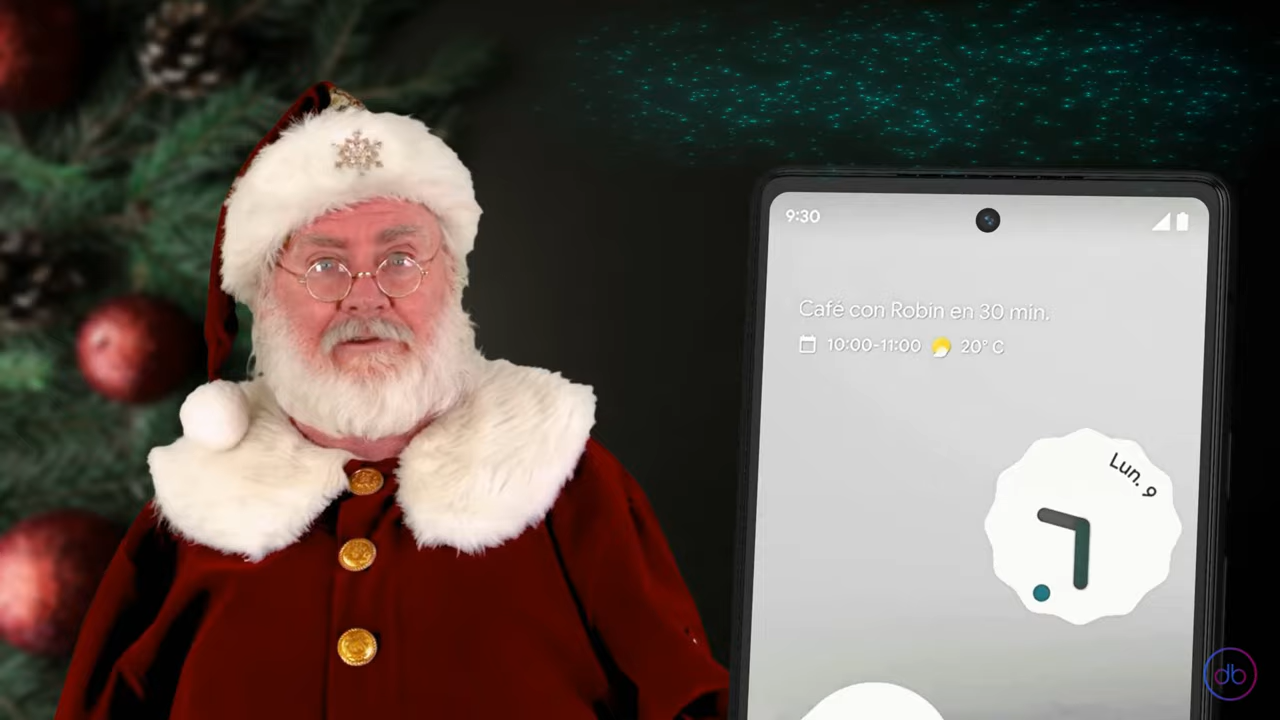 9:30
Café con Robin en 30 min.
10:00-11:00 20° C
Lun. 9
db